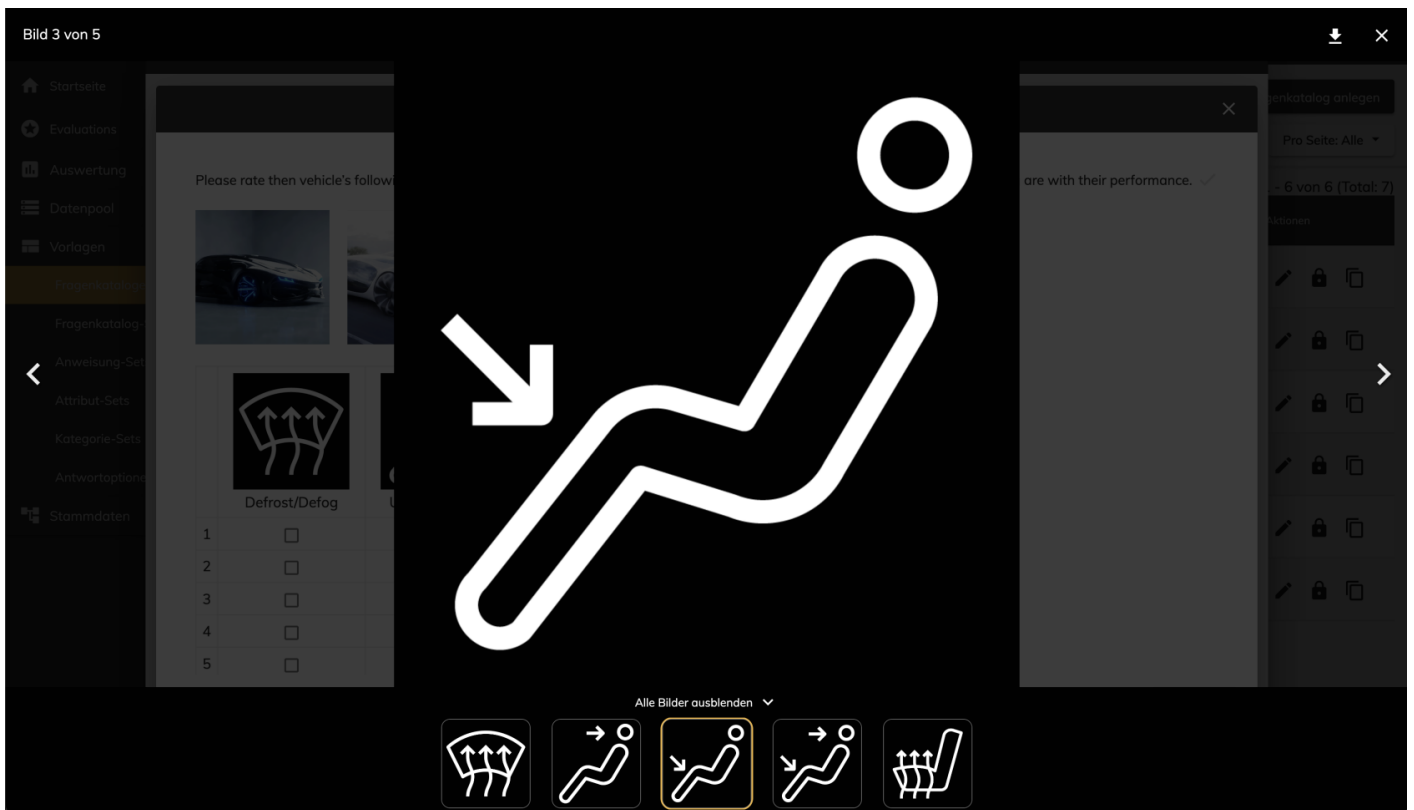 Bild 3 von 5
Startseite
Evaluations
Auswertung
Datenpool
Vorlagen
Fragenkataloge
Fragenkatalog-
Anweisung-Set
Attribut-Sets
Kategorie-Sets
Antwortoptione
Stammdaten
Please rate then vehicle's followi
are with their performance.
Defrost/Defog
1
2
3
4
5
genkatalog anlegen
Pro Seite: Alle
- 6 von 6 (Total: 7)
Aktionen
Alle Bilder ausblenden